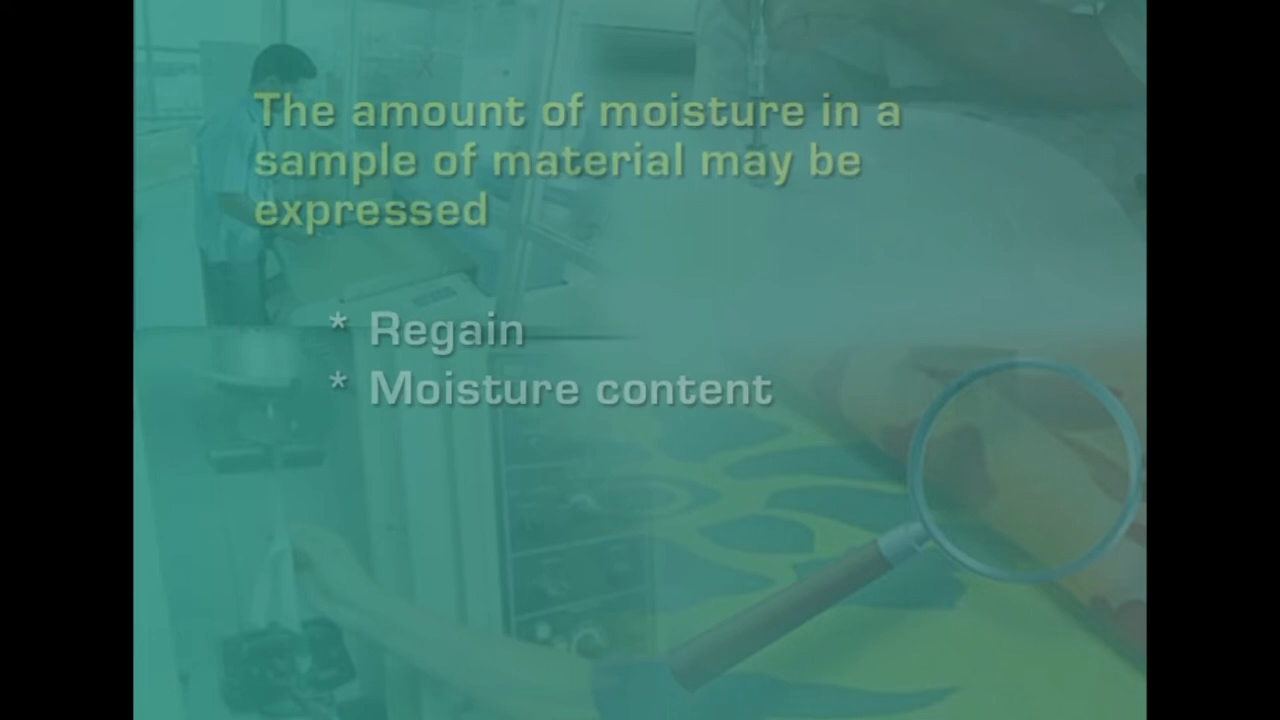 The amount of moisture in a
sample of material may be
expressed
* Regain
* Moisture content